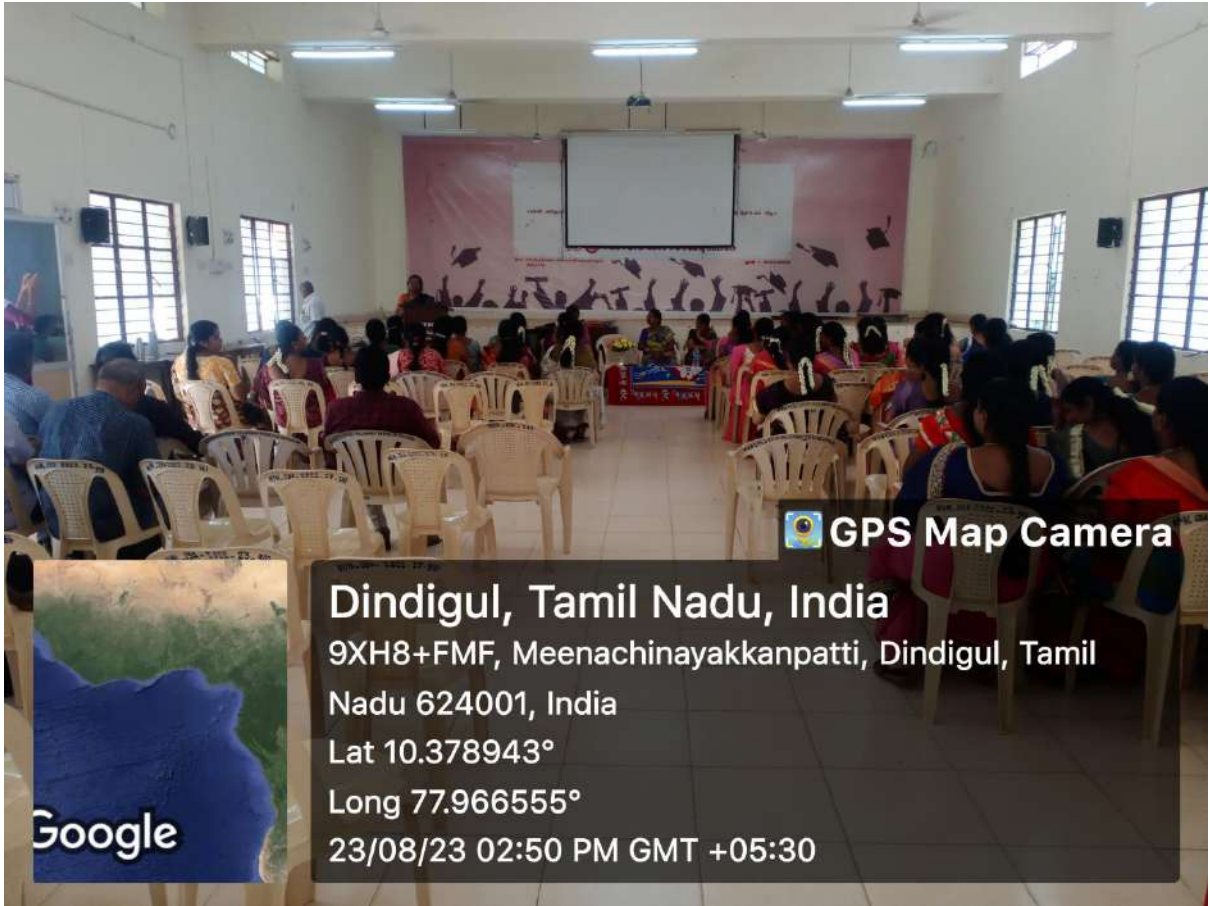 GPS Map Camera
Dindigul, Tamil Nadu, India
9XH8+FMF, Meenachinayakkanpatti, Dindigul, Tamil
Nadu 624001, India
Lat 10.378943°
Long 77.966555°
23/08/23 02:50 PM GMT +05:30
Google